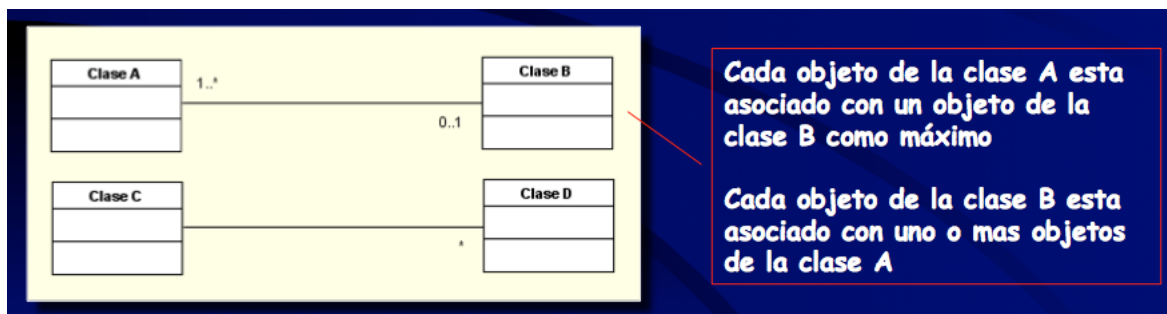 Clase A
1..*
Clase B
0..1
Clase C
Clase D
*
Cada objeto de la clase A esta
asociado con un objeto de la
clase B como máximo
Cada objeto de la clase B esta
asociado con uno o mas objetos
de la clase A